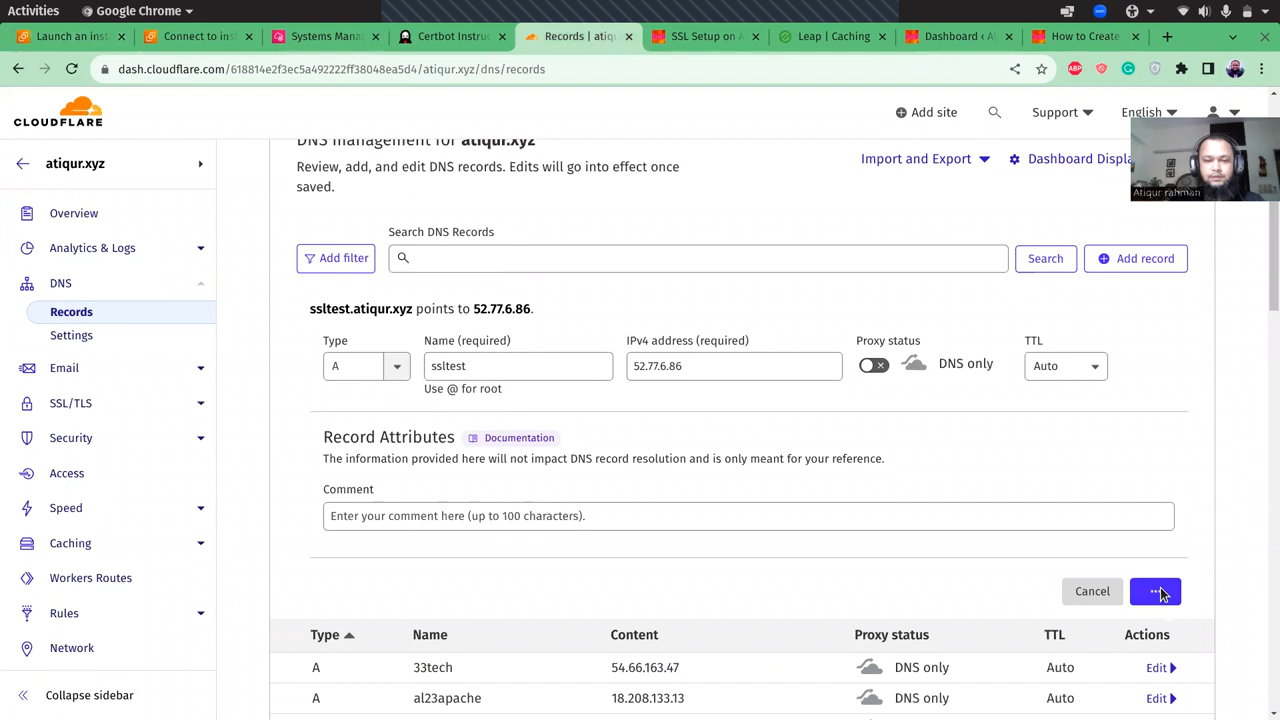 Activities
Google Chrome
Launch an inst
Connect to ins
Systems Mana
Certbot Instruc
Records | atiqu
SSL Setup on A
Leap | Caching
Dashboard ‹ A
How to Create
dash.cloudflare.com/618814e2f3ec5a492222ff38048ea5d4/atiqur.xyz/dns/records
ABP
CLOUDFLARE
Add site
Support
English
atiqur.xyz
Overview
Analytics & Logs
DNS
Records
Settings
Email
SSL/TLS
Security
Access
Speed
Caching
Workers Routes
Rules
Network
Collapse sidebar
DNS management for atiqur.xyz
Review, add, and edit DNS records. Edits will go into effect once
saved.
Import and Export
Dashboard Displa
Atiqur rahman
Search DNS Records
Add filter
Search
Add record
ssltest.atiqur.xyz points to 52.77.6.86.
Type
Name (required)
IPv4 address (required)
Proxy status
TTL
A
ssltest
52.77.6.86
DNS only
Auto
Use @ for root
Record Attributes
Documentation
The information provided here will not impact DNS record resolution and is only meant for your reference.
Comment
Enter your comment here (up to 100 characters).
Cancel
Type Name Content Proxy status TTL Actions
A 33tech 54.66.163.47 DNS only Auto Edit
A al23apache 18.208.133.13 DNS only Auto Edit